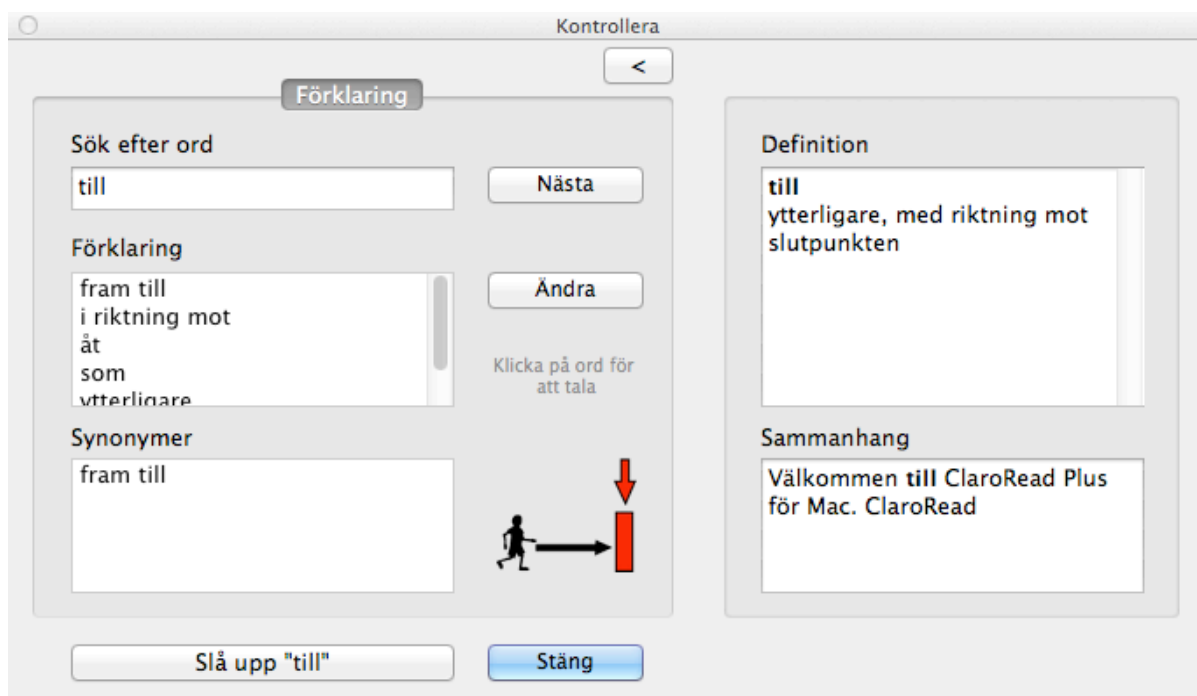 Kontrollera
<
Förklaring
Sök efter ord
till
Nästa
Förklaring
fram till
i riktning mot
åt
som
ytterligare
Ändra
Klicka på ord för
att tala
Synonymer
fram till
Slå upp "till"
Stäng
Definition
till
ytterligare, med riktning mot
slutpunkten
Sammanhang
Välkommen till ClaroRead Plus
för Mac. ClaroRead